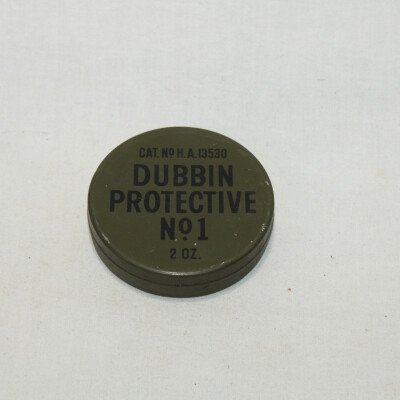 CAT. Nº H.A.13530
DUBBIN
PROTECTIVE
Nº1
2 OZ.